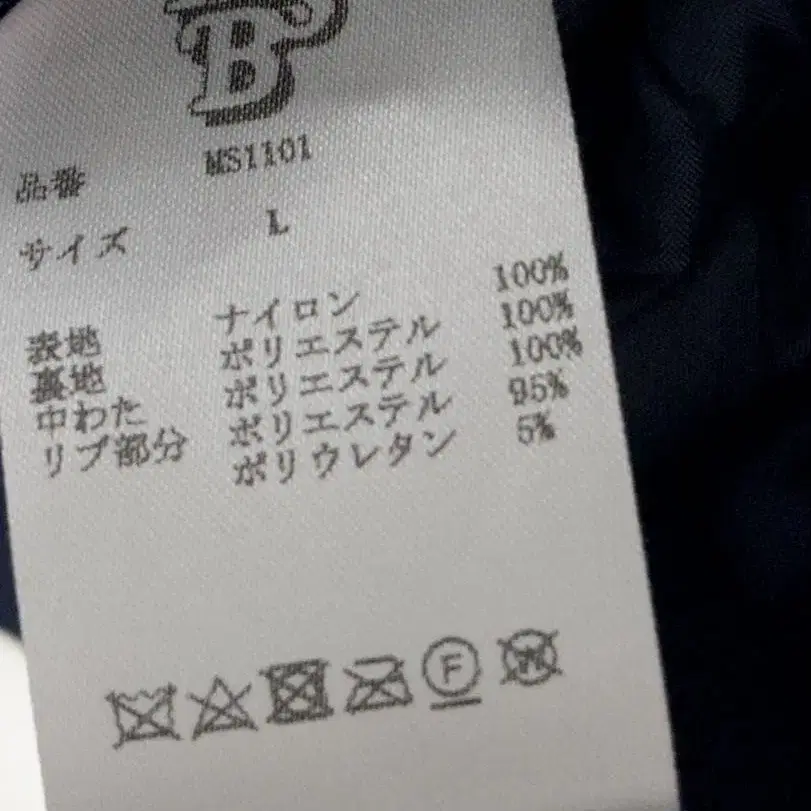 B
品番 MS1101
サイズ L
表地 ナイロン 100%
裏地 ポリエステル 100%
中わた ポリエステル 100%
リブ部分 ポリエステル 95%
ポリウレタン 5%
F W